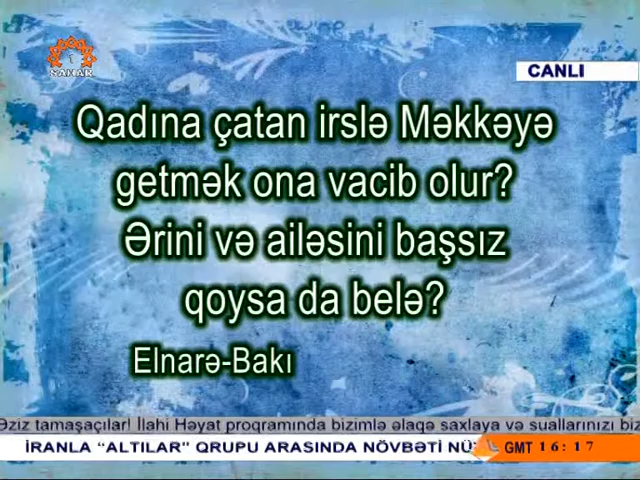 SAHAR
CANLI
Qadına çatan irslə Məkkəyə
getmək ona vacib olur?
Ərini və ailəsini başsız
qoysa da belə?
Elnarə-Bakı
Əziz tamaşaçılar! İlahi Həyat proqramında bizimlə əlaqə saxlaya və suallarınızı biz
İRANLA “ALTILAR” QRUPU ARASINDA NÖVBƏTİ GMT 16:17